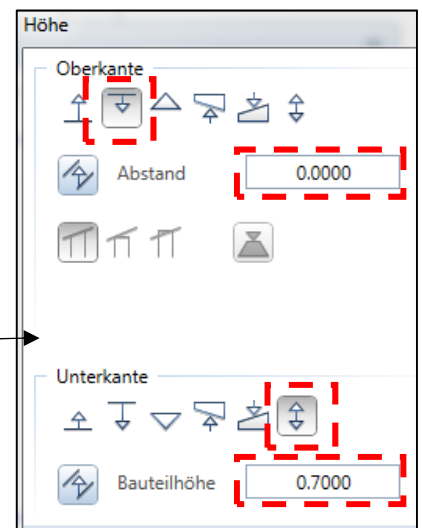 Höhe
Oberkante
Abstand 0.0000
Unterkante
Bauteilhöhe 0.7000